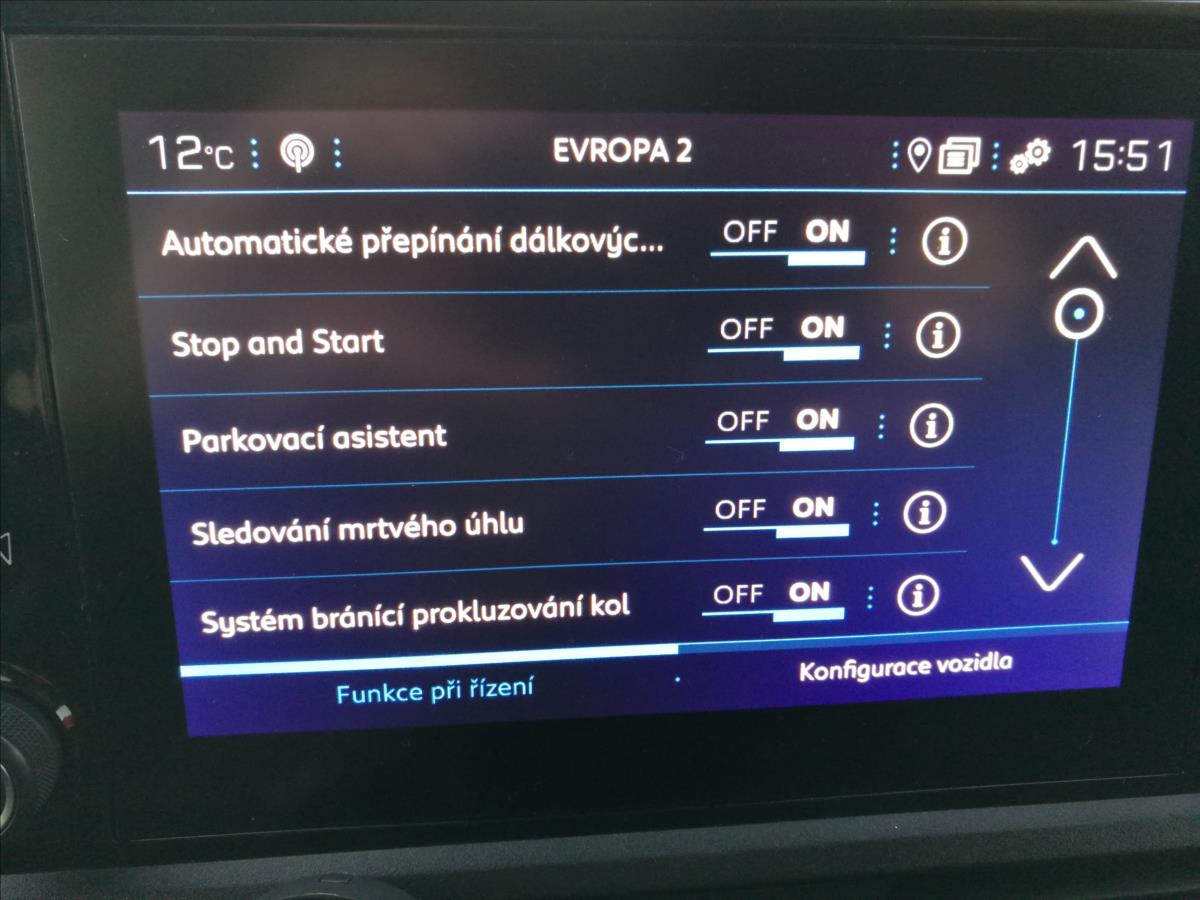 12°C EVROPA 2 15:51
Automatické přepínání dálkovýc... OFF ON
Stop and Start OFF ON
Parkovací asistent OFF ON
Sledování mrtvého úhlu OFF ON
Systém bránící prokluzování kol OFF ON
Funkce při řízení Konfigurace vozidla